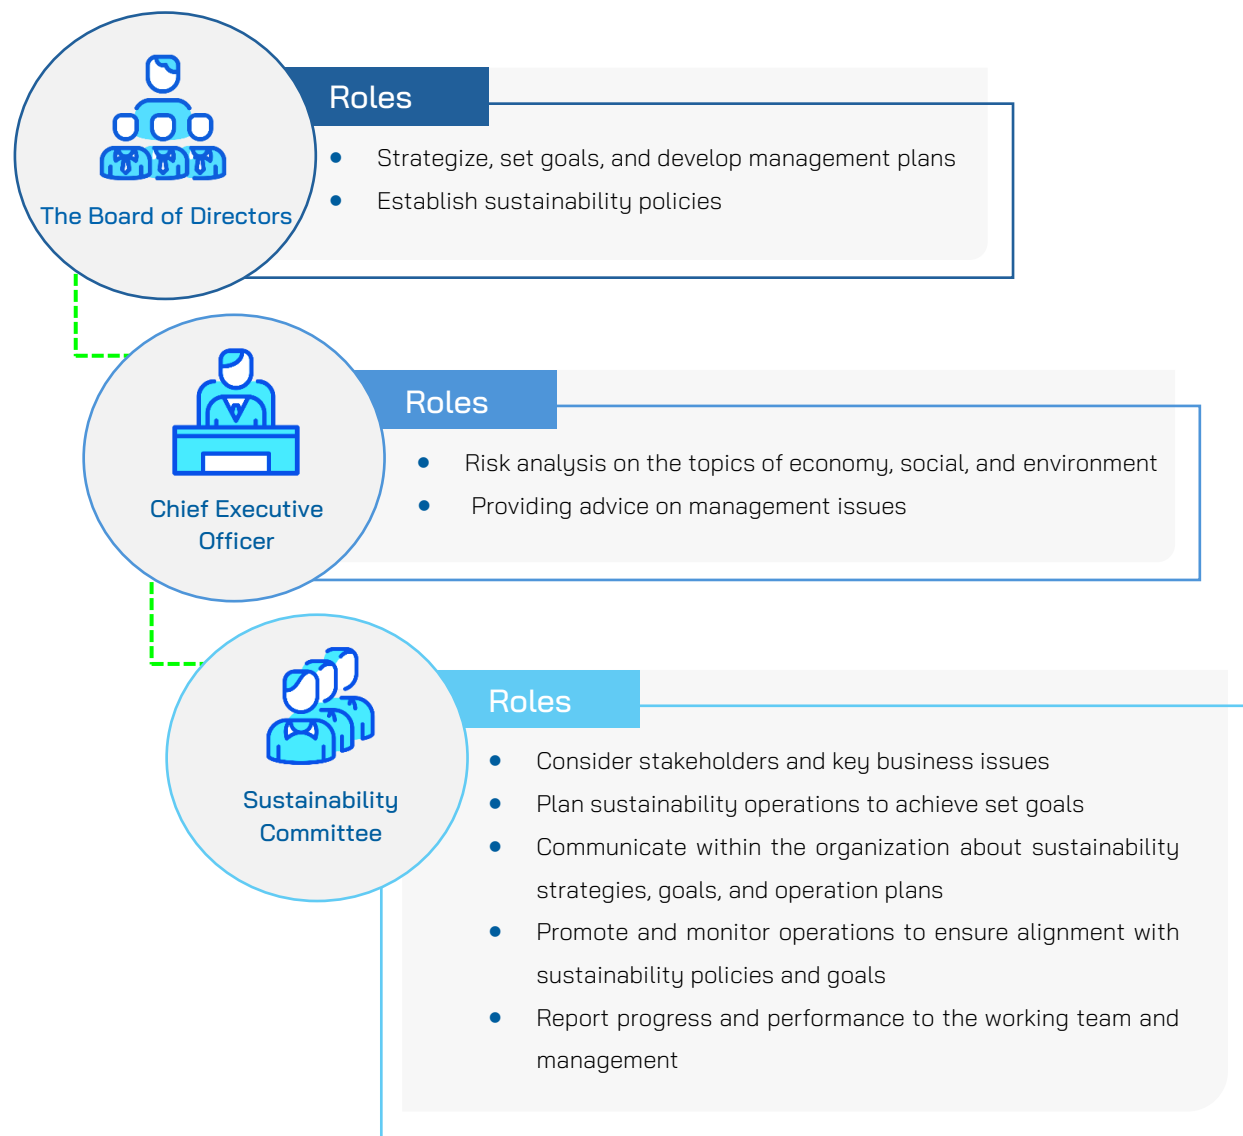 Roles
Strategize, set goals, and develop management plans
Establish sustainability policies
The Board of Directors
Roles
Risk analysis on the topics of economy, social, and environment
Providing advice on management issues
Chief Executive
Officer
Roles
Consider stakeholders and key business issues
Plan sustainability operations to achieve set goals
Communicate within the organization about sustainability
strategies, goals, and operation plans
Promote and monitor operations to ensure alignment with
sustainability policies and goals
Report progress and performance to the working team and
management
Sustainability
Committee